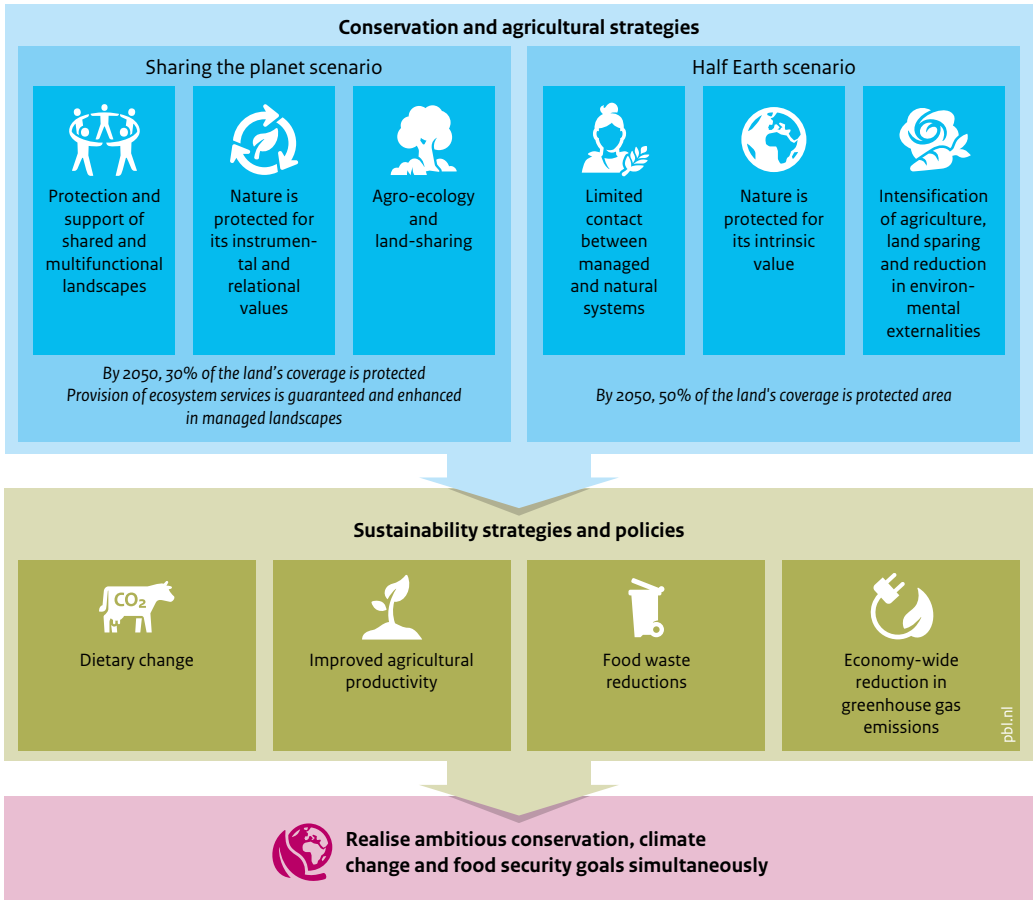 Conservation and agricultural strategies
Sharing the planet scenario
Protection and
support of
shared and
multifunctional
landscapes
Nature is
protected for
its instrumen-
tal and
relational
values
Agro-ecology
and
land-sharing
By 2050, 30% of the land’s coverage is protected
Provision of ecosystem services is guaranteed and enhanced
in managed landscapes
Half Earth scenario
Limited
contact
between
managed
and natural
systems
Nature is
protected for
its intrinsic
value
Intensification
of agriculture,
land sparing
and reduction
in environ-
mental
externalities
By 2050, 50% of the land's coverage is protected area
Sustainability strategies and policies
CO₂
Dietary change
Improved agricultural
productivity
Food waste
reductions
Economy-wide
reduction in
greenhouse gas
emissions
pbl.nl
Realise ambitious conservation, climate
change and food security goals simultaneously